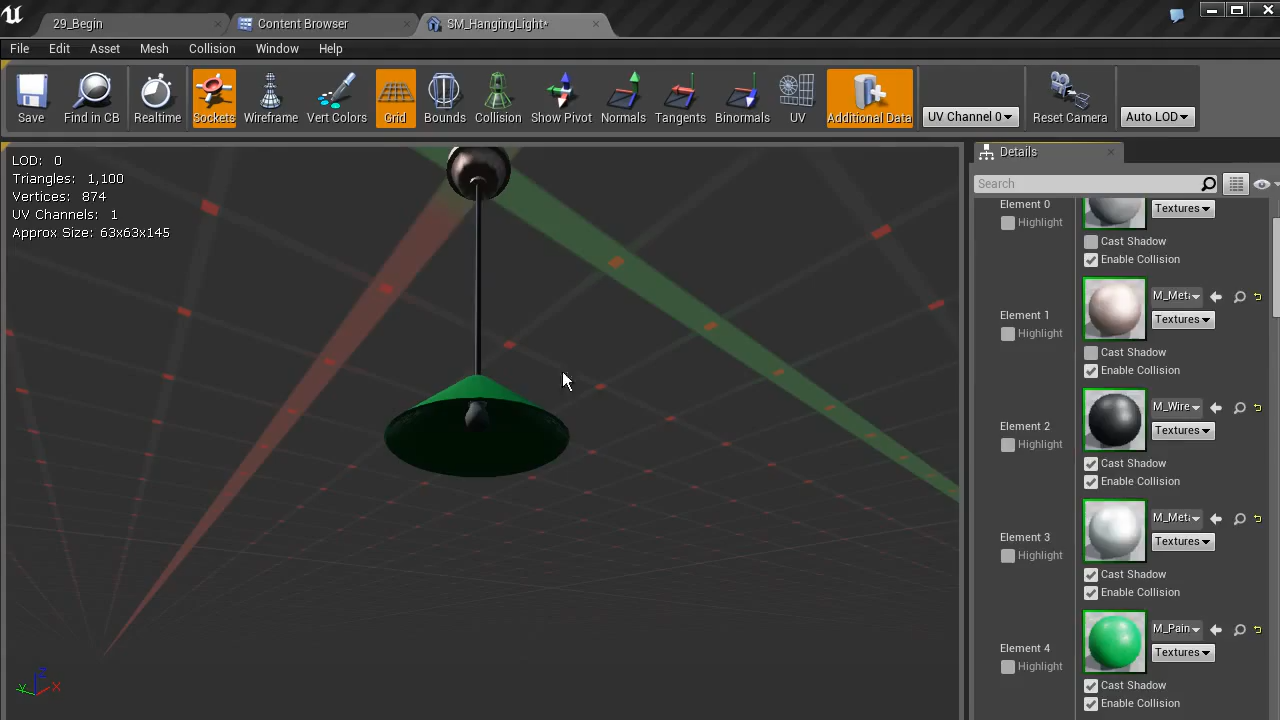 29_Begin
Content Browser
SM_HangingLight*
File Edit Asset Mesh Collision Window Help
Save Find in CB Realtime Sockets Wireframe Vert Colors Grid Bounds Collision Show Pivot Normals Tangents Binormals UV Additional Data UV Channel 0 Reset Camera Auto LOD
Details
Search
LOD: 0
Triangles: 1,100
Vertices: 874
UV Channels: 1
Approx Size: 63x63x145
Element 0
Highlight
Textures
Cast Shadow
Enable Collision
Element 1
Highlight
M_Met
Textures
Cast Shadow
Enable Collision
Element 2
Highlight
M_Wire
Textures
Cast Shadow
Enable Collision
Element 3
Highlight
M_Met
Textures
Cast Shadow
Enable Collision
Element 4
Highlight
M_Pain
Textures
Cast Shadow
Enable Collision
Z
Y
X